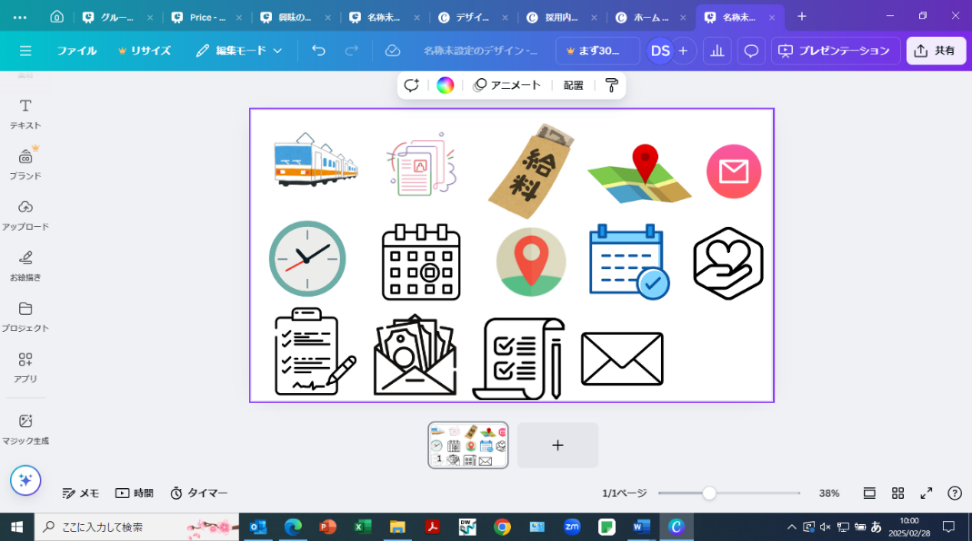 グルー...
Price - ...
興味の...
名称未...
デザイ...
採用内...
ホーム ...
名称未...
ファイル
リサイズ
編集モード
名称未設定のデザイン -...
まず30...
DS
プレゼンテーション
共有
アニメート
配置
テキスト
ブランド
アップロード
お絵描き
プロジェクト
アプリ
マジック生成
給料
1
メモ
時間
タイマー
1/1ページ
38%
ここに入力して検索
あ
10:00
2025/02/28